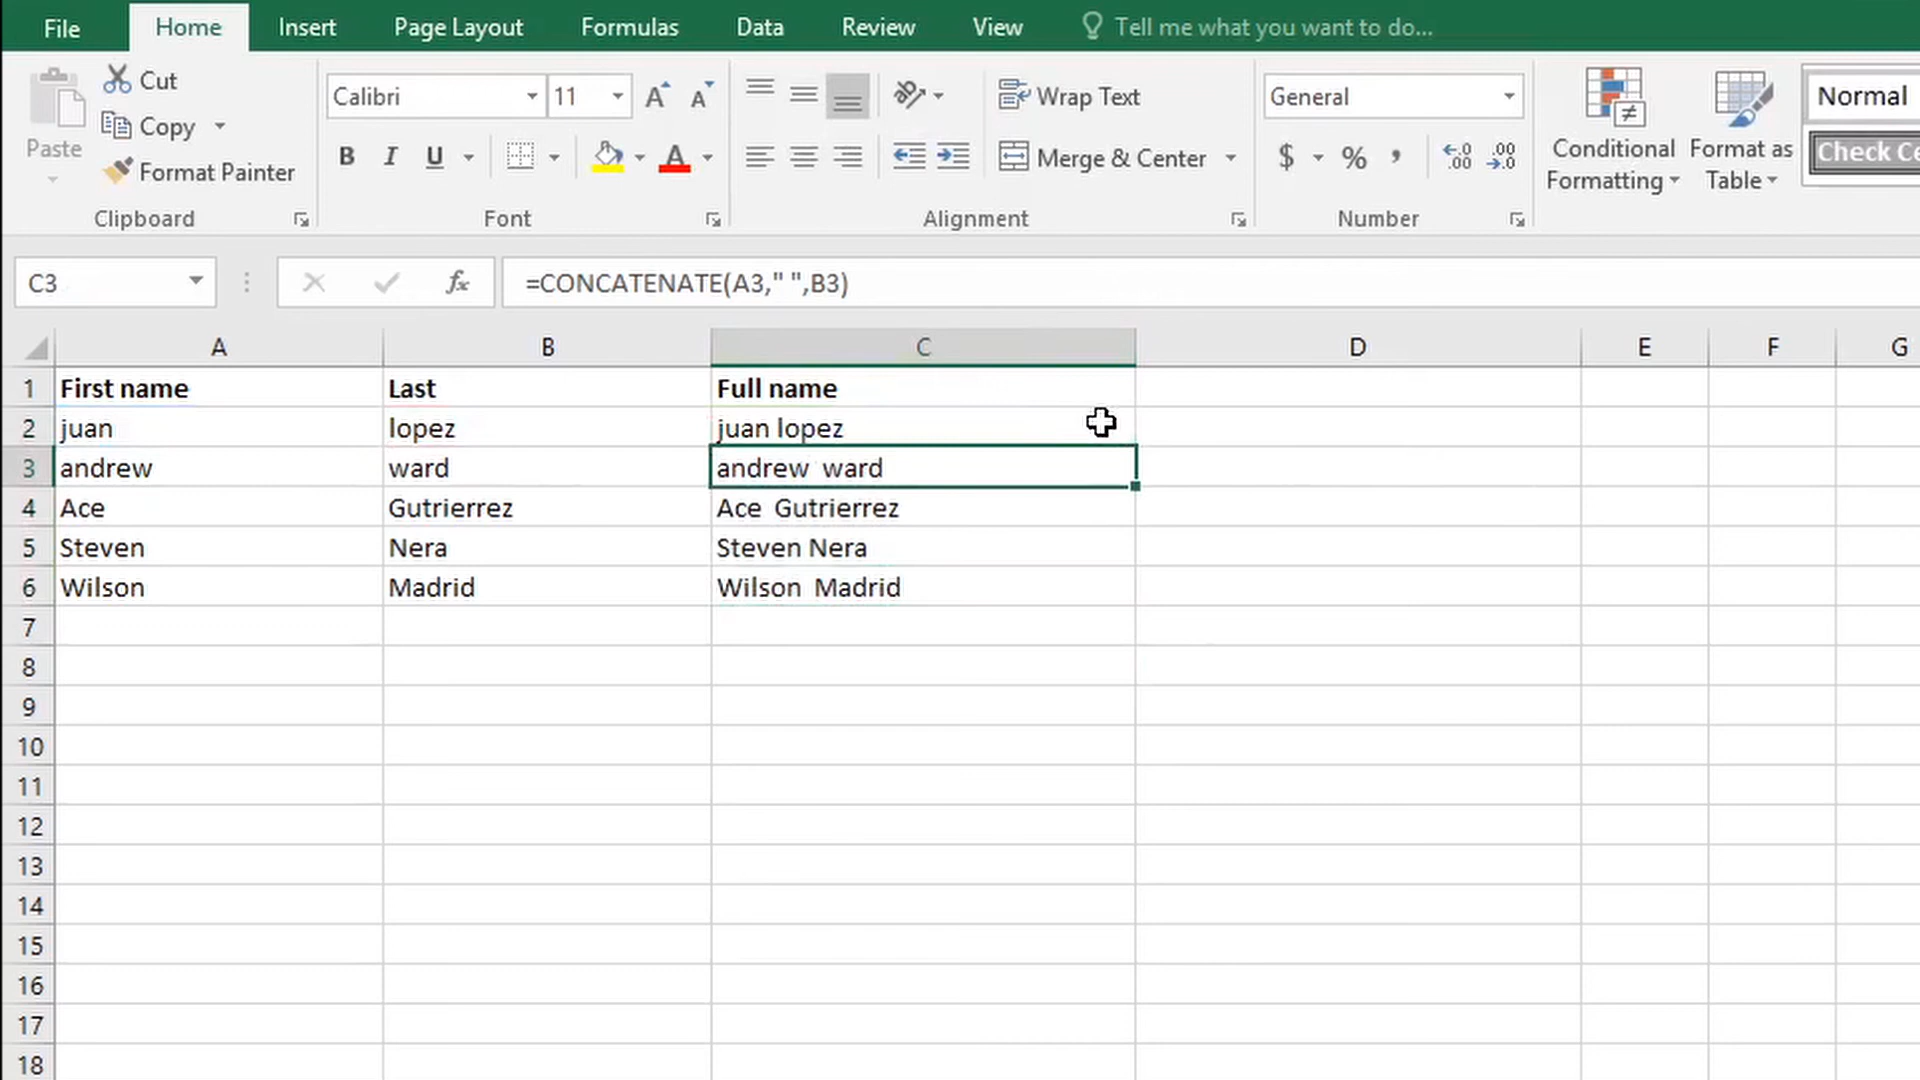 File Home Insert Page Layout Formulas Data Review View Tell me what you want to do...
Paste
Cut
Copy
Format Painter
Clipboard
Calibri 11
B I U
Font
Wrap Text
Merge & Center
Alignment
General
$ % ,
Number
Conditional Formatting
Format as Table
Normal
Check Ce
C3 fx =CONCATENATE(A3," ",B3)
A B C D E F G
1 First name Last Full name
2 juan lopez juan lopez
3 andrew ward andrew  ward
4 Ace Gutrierrez Ace  Gutrierrez
5 Steven Nera Steven Nera
6 Wilson Madrid Wilson  Madrid
7
8
9
10
11
12
13
14
15
16
17
18